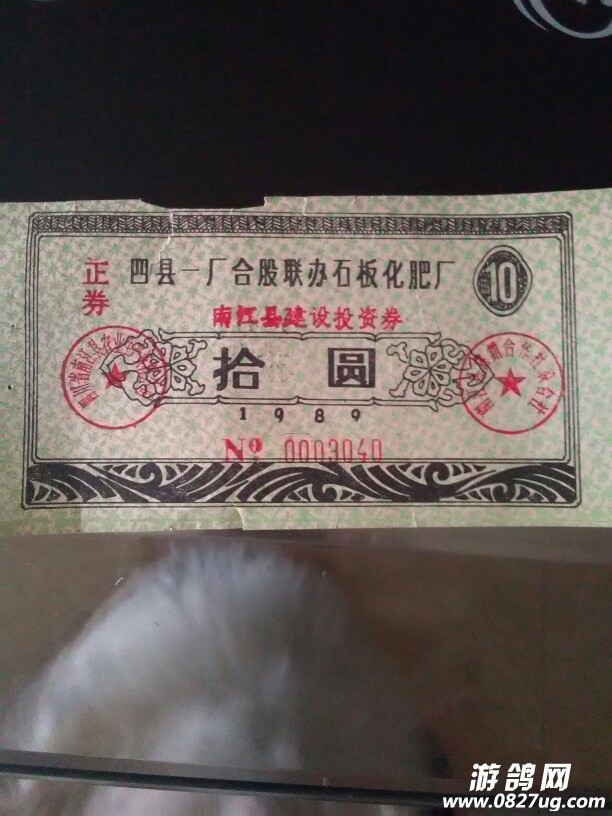 正券
四县一厂合股联办石板化肥厂
10
南江县建设投资券
拾 圆
1989
№ 0003040
游鸽网
www.0827ug.com